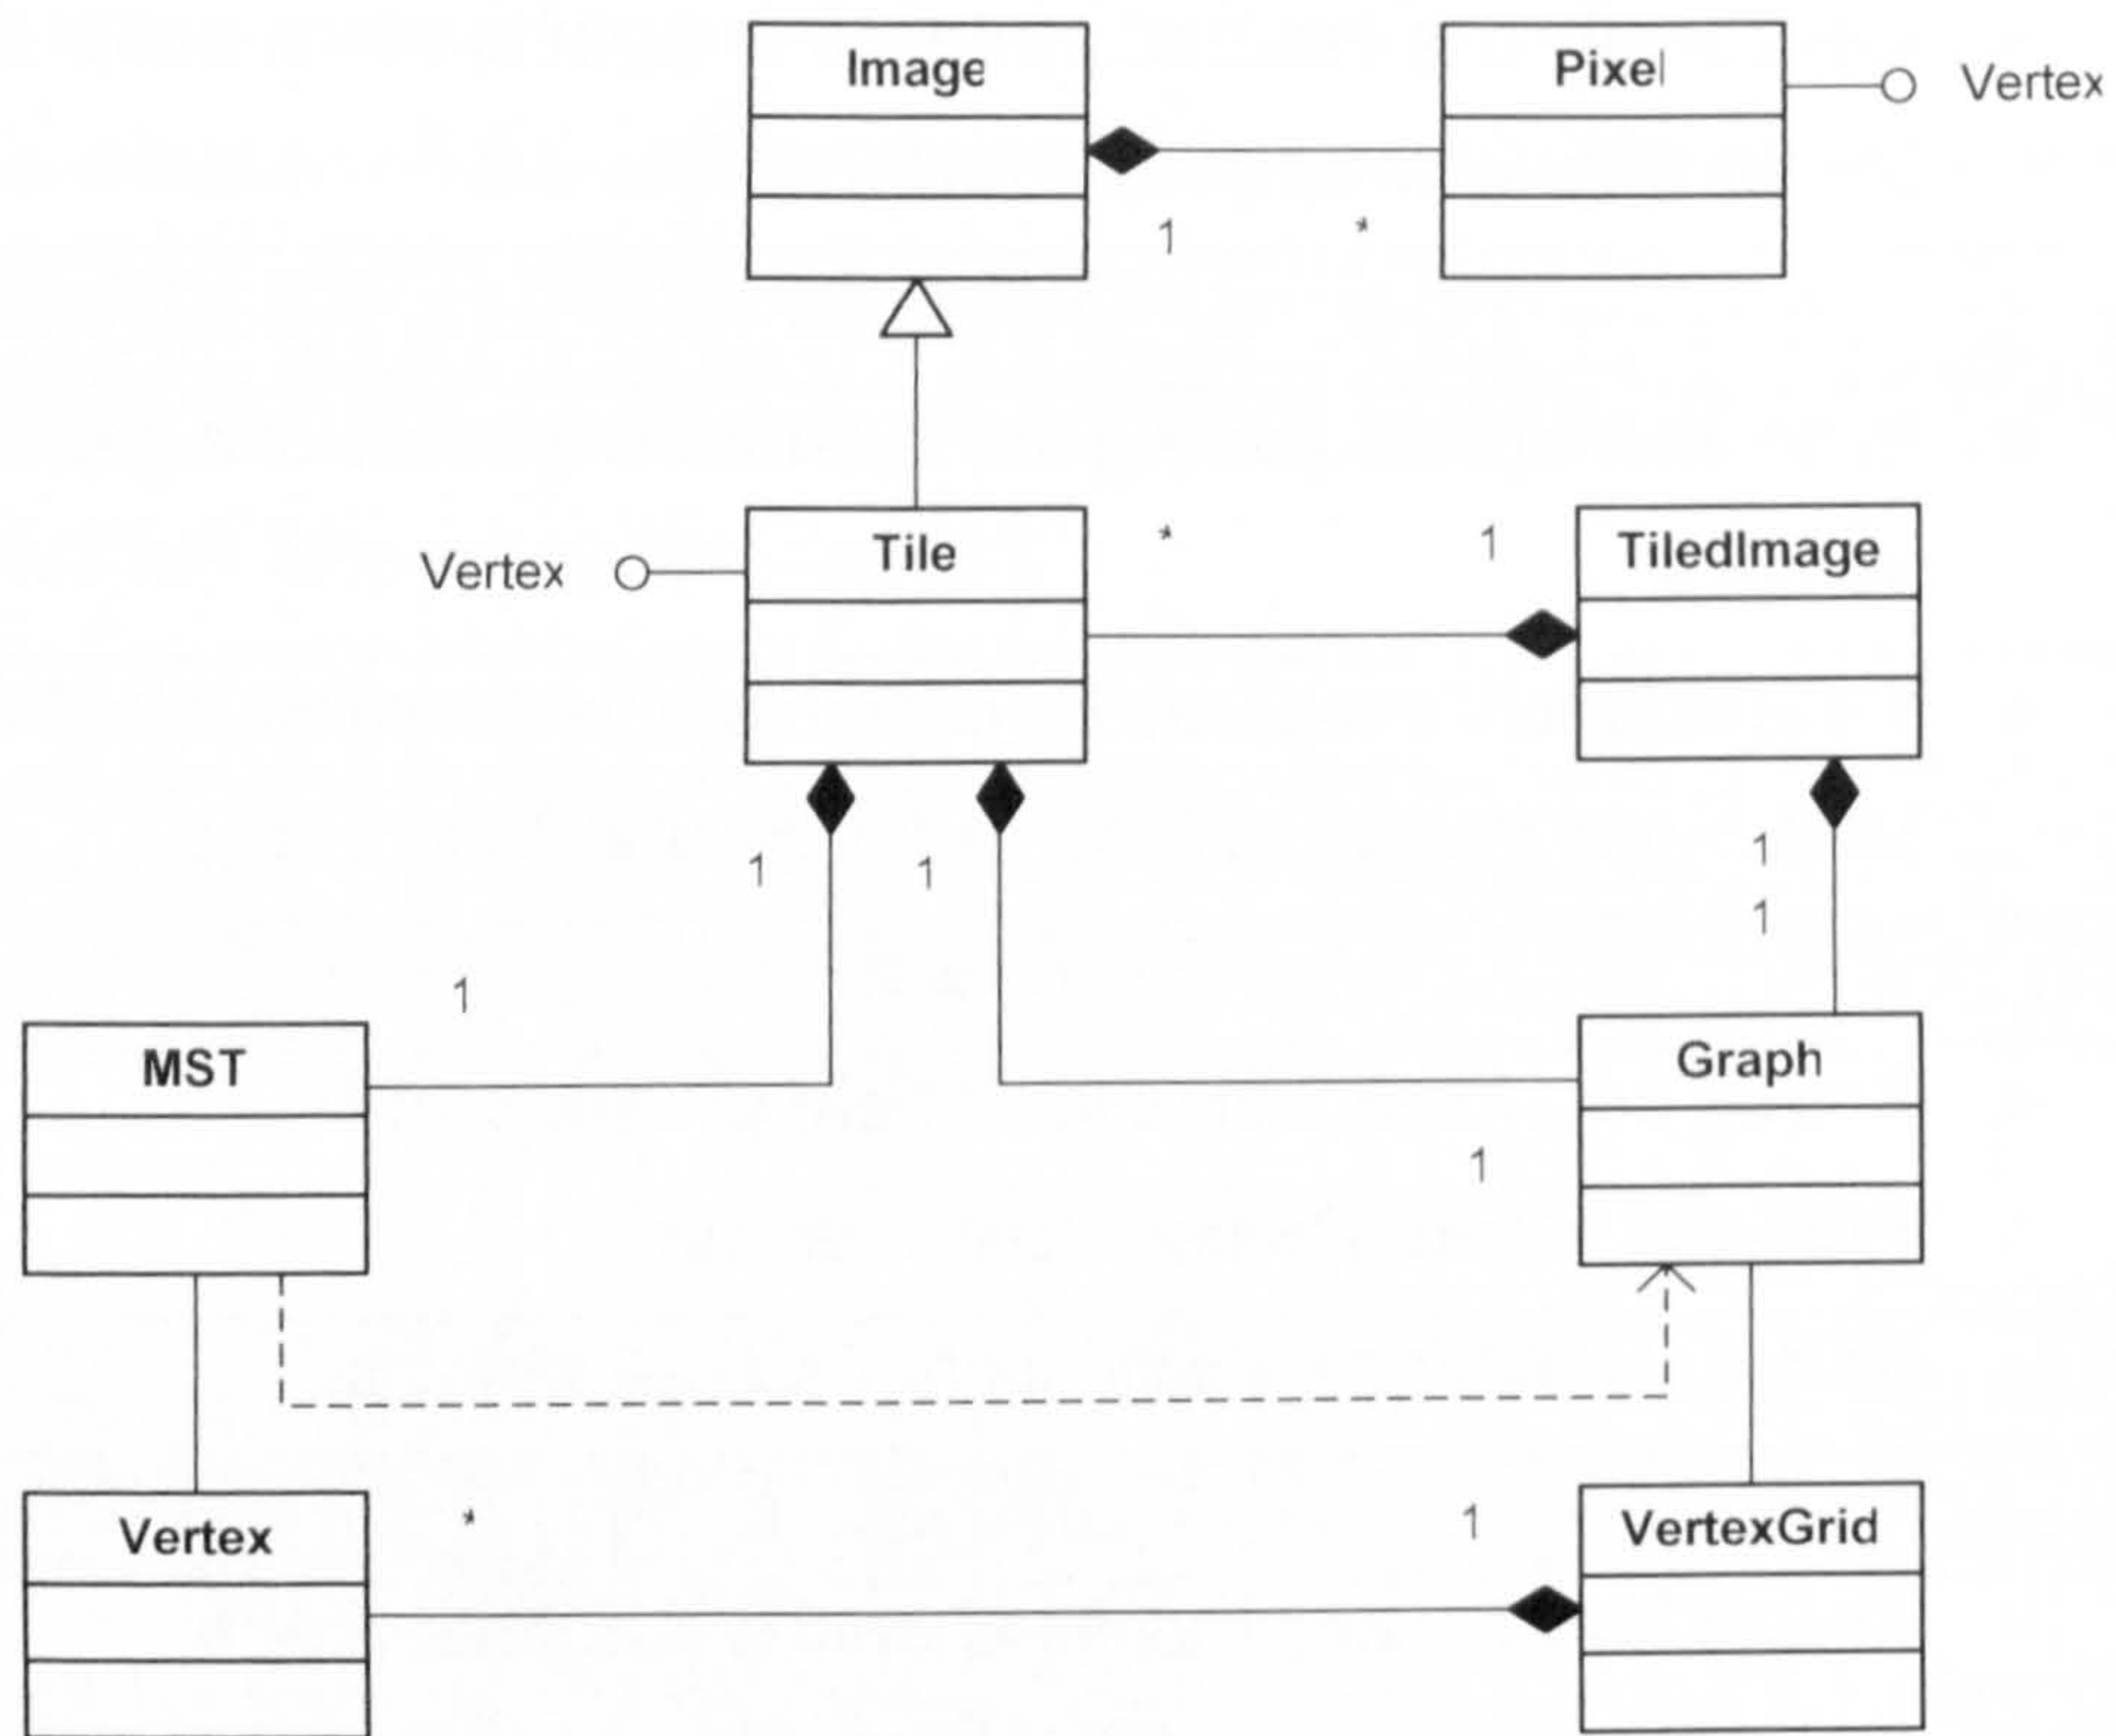 Image
Pixel
Vertex
1
*
Vertex
Tile
*
1
TiledImage
1
1
1
1
1
MST
Graph
1
Vertex
*
1
VertexGrid